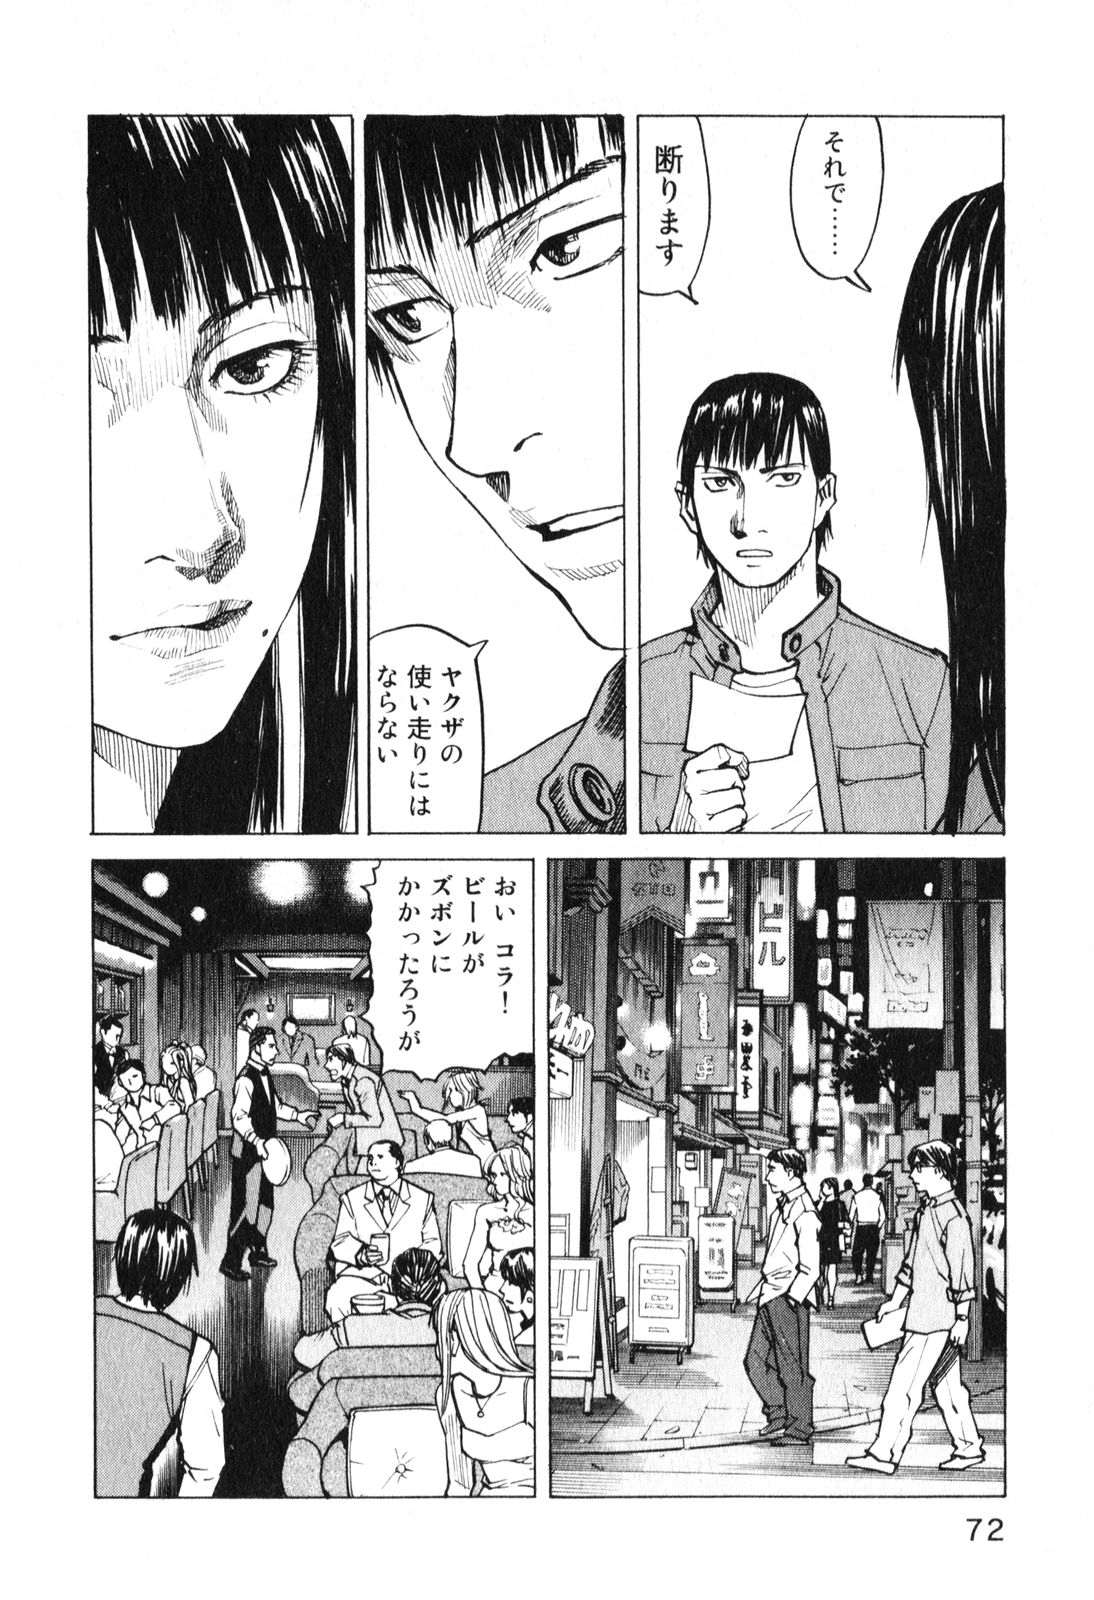 それで……
断ります
ヤクザの
使い走りには
ならない
ビル
おい コラ！
ビールが
ズボンに
かかったろうが
72